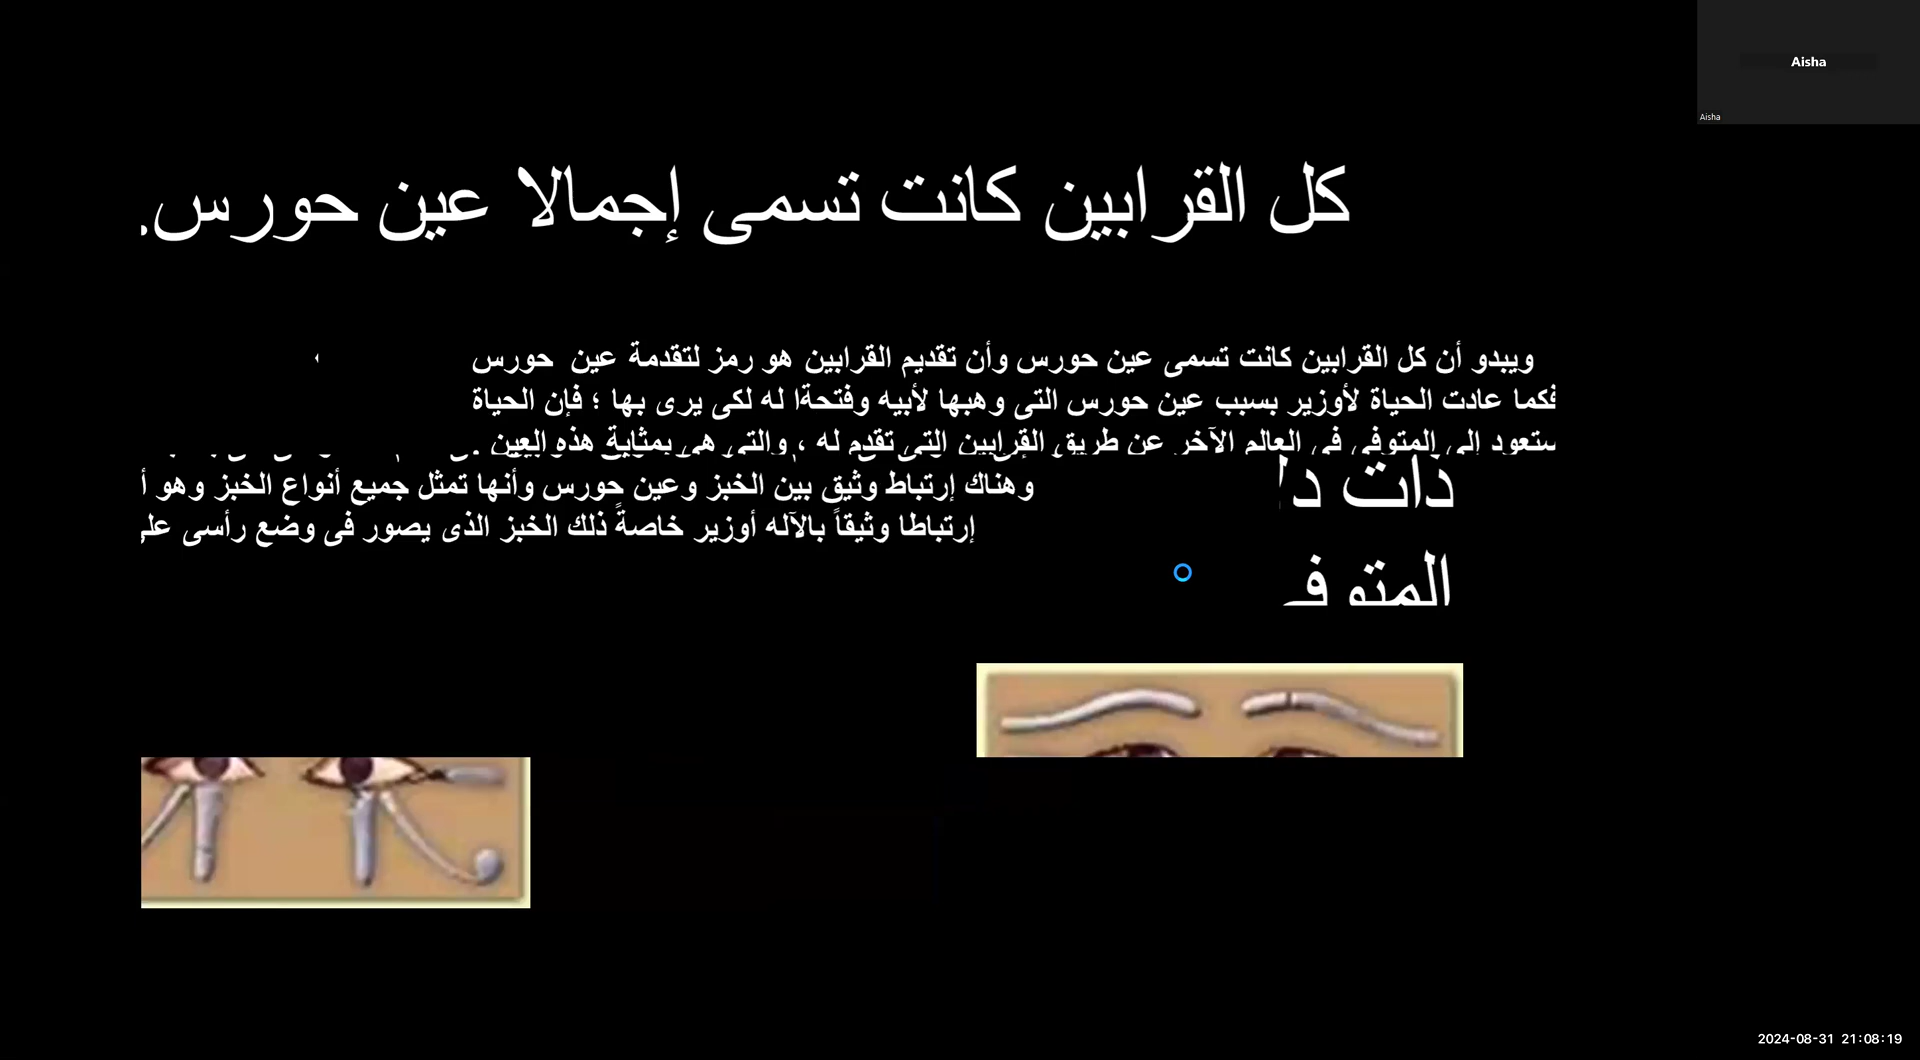 Aisha
Aisha
كل القرابين كانت تسمى إجمالا عين حورس.
ويبدو أن كل القرابين كانت تسمى عين حورس وأن تقديم القرابين هو رمز لتقدمة عين حورس
فكما عادت الحياة لأوزير بسبب عين حورس التى وهبها لأبيه وفتحةا له لكى يرى بها ؛ فإن الحياة
ستعود إلى المتوفى فى العالم الآخر عن طريق القرابين التى تقدم له ، والتى هى بمثابة هذه العين .
ذات
وهناك إرتباط وثيق بين الخبز وعين حورس وأنها تمثل جميع أنواع الخبز وهو
إرتباطا وثيقاً بالآله أوزير خاصةً ذلك الخبز الذى يصور فى وضع رأسى
2024-08-31 21:08:19